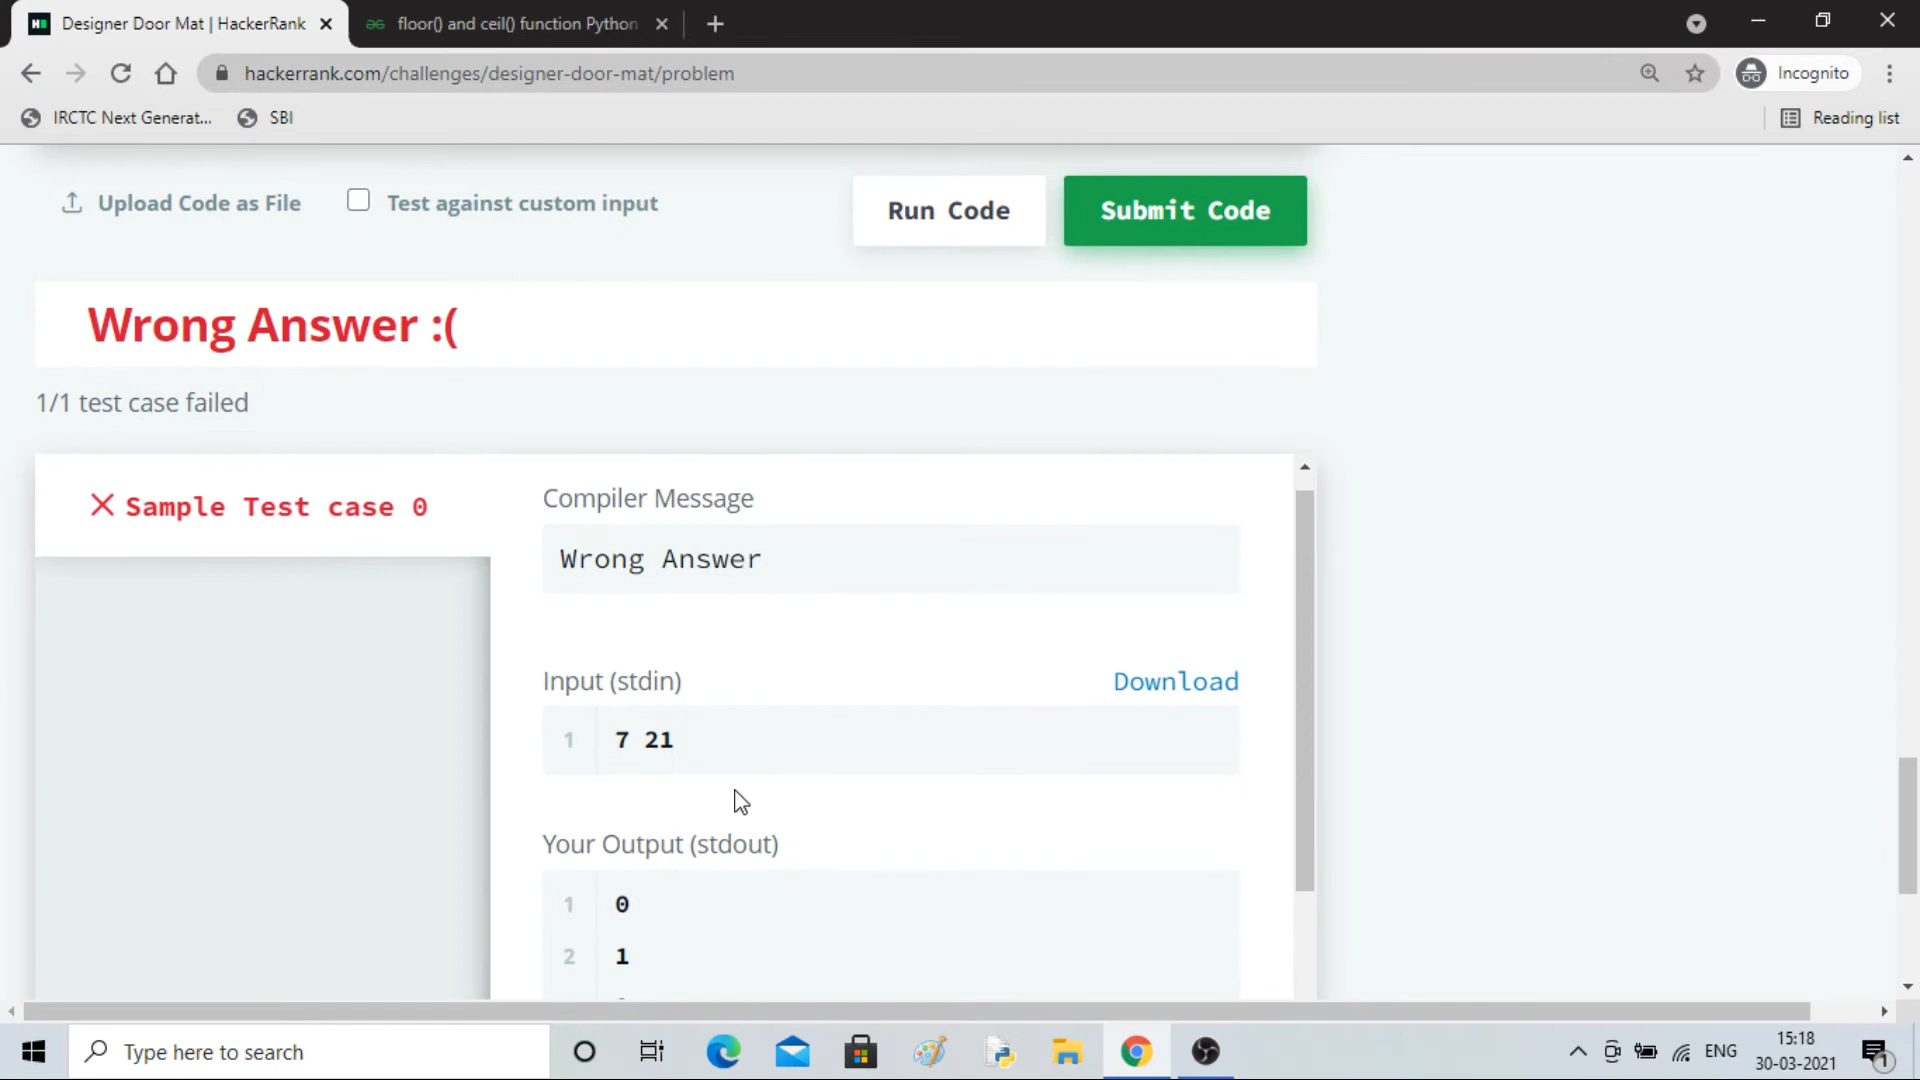 Designer Door Mat | HackerRank
floor() and ceil() function Python
hackerrank.com/challenges/designer-door-mat/problem
Incognito
IRCTC Next Generat...
SBI
Reading list
Upload Code as File
Test against custom input
Run Code
Submit Code
Wrong Answer :(
1/1 test case failed
Sample Test case 0
Compiler Message
Wrong Answer
Input (stdin)
Download
1 7 21
Your Output (stdout)
1 0
2 1
Type here to search
ENG
15:18
30-03-2021
1